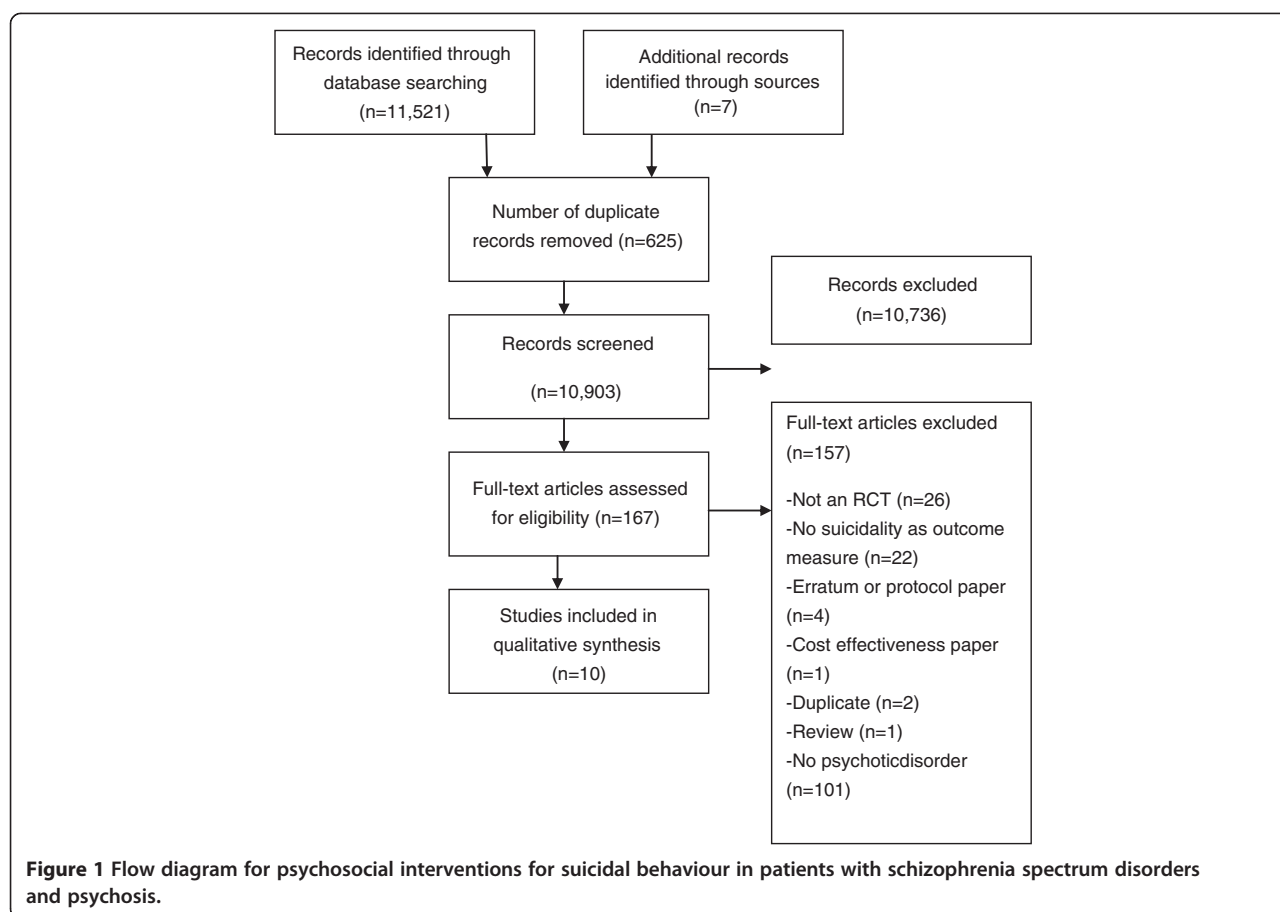 Records identified through
database searching
(n=11,521)
Additional records
identified through sources
(n=7)
Number of duplicate
records removed (n=625)
Records excluded
(n=10,736)
Records screened
(n=10,903)
Full-text articles excluded
(n=157)
-Not an RCT (n=26)
-No suicidality as outcome
measure (n=22)
-Erratum or protocol paper
(n=4)
-Cost effectiveness paper
(n=1)
-Duplicate (n=2)
-Review (n=1)
-No psychoticdisorder
(n=101)
Full-text articles assessed
for eligibility (n=167)
Studies included in
qualitative synthesis
(n=10)
Figure 1 Flow diagram for psychosocial interventions for suicidal behaviour in patients with schizophrenia spectrum disorders
and psychosis.